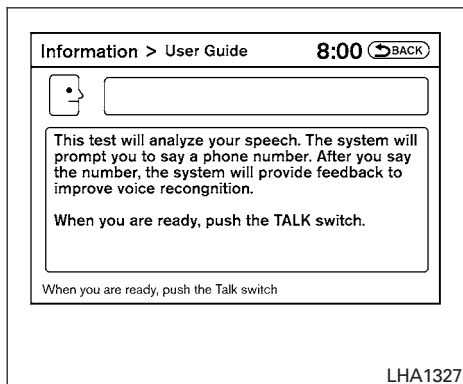 Information > User Guide 8:00 BACK
This test will analyze your speech. The system will
prompt you to say a phone number. After you say
the number, the system will provide feedback to
improve voice recongnition.
When you are ready, push the TALK switch.
When you are ready, push the Talk switch
LHA1327